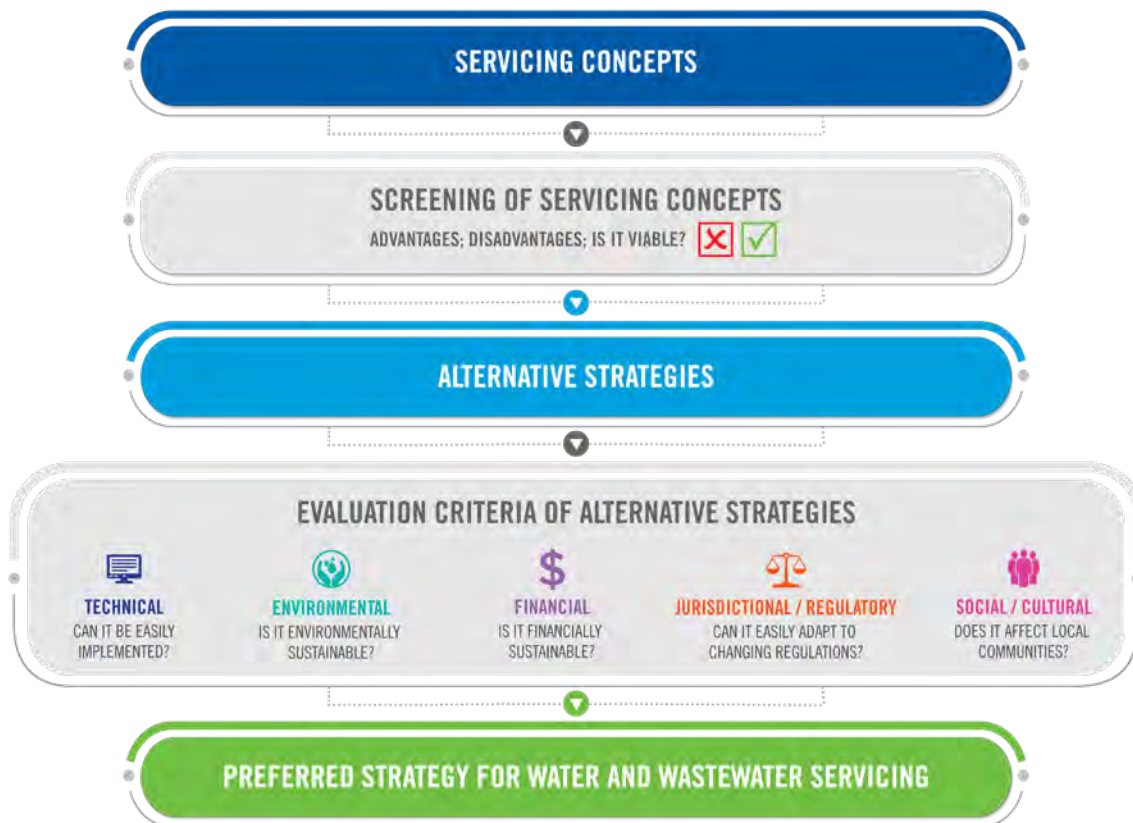 SERVICING CONCEPTS
SCREENING OF SERVICING CONCEPTS
ADVANTAGES; DISADVANTAGES; IS IT VIABLE?
ALTERNATIVE STRATEGIES
EVALUATION CRITERIA OF ALTERNATIVE STRATEGIES
$
TECHNICAL
CAN IT BE EASILY
IMPLEMENTED?
ENVIRONMENTAL
IS IT ENVIRONMENTALLY
SUSTAINABLE?
FINANCIAL
IS IT FINANCIALLY
SUSTAINABLE?
JURISDICTIONAL / REGULATORY
CAN IT EASILY ADAPT TO
CHANGING REGULATIONS?
SOCIAL / CULTURAL
DOES IT AFFECT LOCAL
COMMUNITIES?
PREFERRED STRATEGY FOR WATER AND WASTEWATER SERVICING